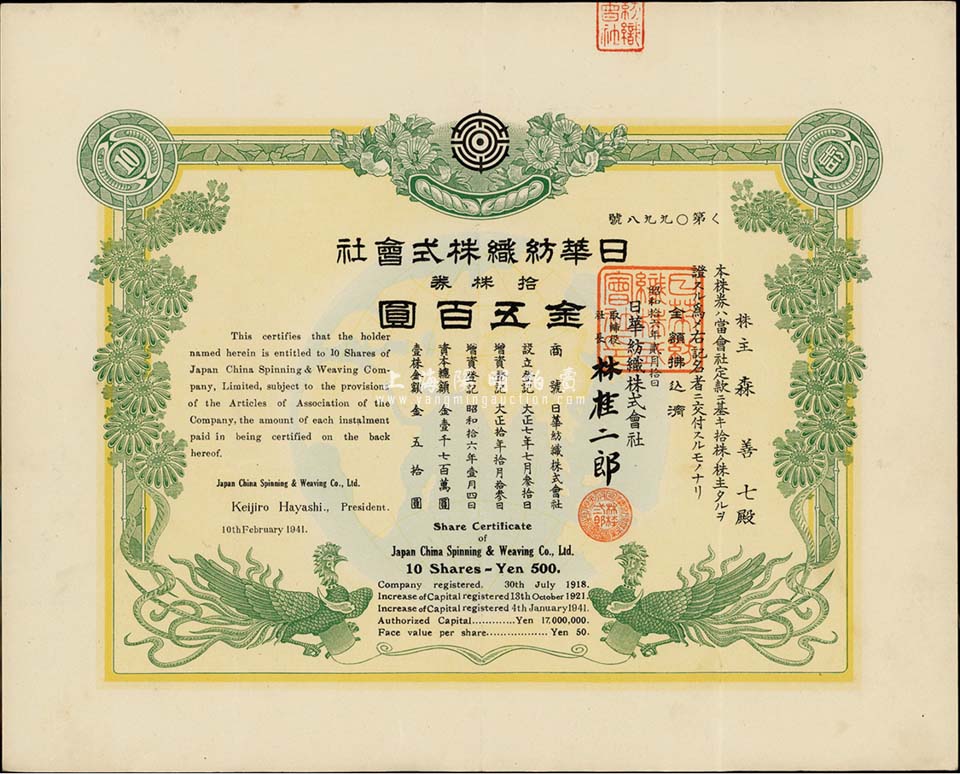 紡織
會社
10
く第〇九九八號
日華紡織株式會社
拾株券
金五百圓
株主 森 善七殿
本株券ハ當會社定款ニ基キ拾株ノ株主タルヲ
證スル爲メ右記名者ニ交付スルモノナリ
金額拂込濟
昭和拾六年貳月拾日
日華紡織株式會社
取締役
社長 林桂二郎
商號 日華紡織株式會社
設立登記 大正七年七月參拾日
增資登記 大正拾年拾月拾參日
增資登記 昭和拾六年壹月四日
資本總額 金壹千七百萬圓
壹株金額 金五拾圓
This certifies that the holder
named herein is entitled to 10 Shares of
Japan China Spinning & Weaving Com-
pany, Limited, subject to the provisions
of the Articles of Association of the
Company, the amount of each instalment
paid in being certified on the back
hereof.
Japan China Spinning & Weaving Co., Ltd.
Keijiro Hayashi., President.
10th February 1941.
Share Certificate
of
Japan China Spinning & Weaving Co., Ltd.
10 Shares - Yen 500.
Company registered. 30th July 1918.
Increase of Capital registered 13th October 1921.
Increase of Capital registered 4th January 1941.
Authorized Capital.............Yen 17,000,000.
Face value per share...................Yen 50.
上海陽明拍賣
www.yangmingauction.com